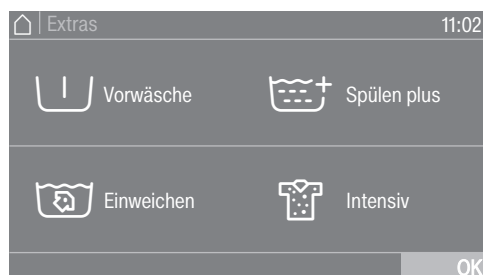 Extras 11:02
Vorwäsche Spülen plus
Einweichen Intensiv
OK